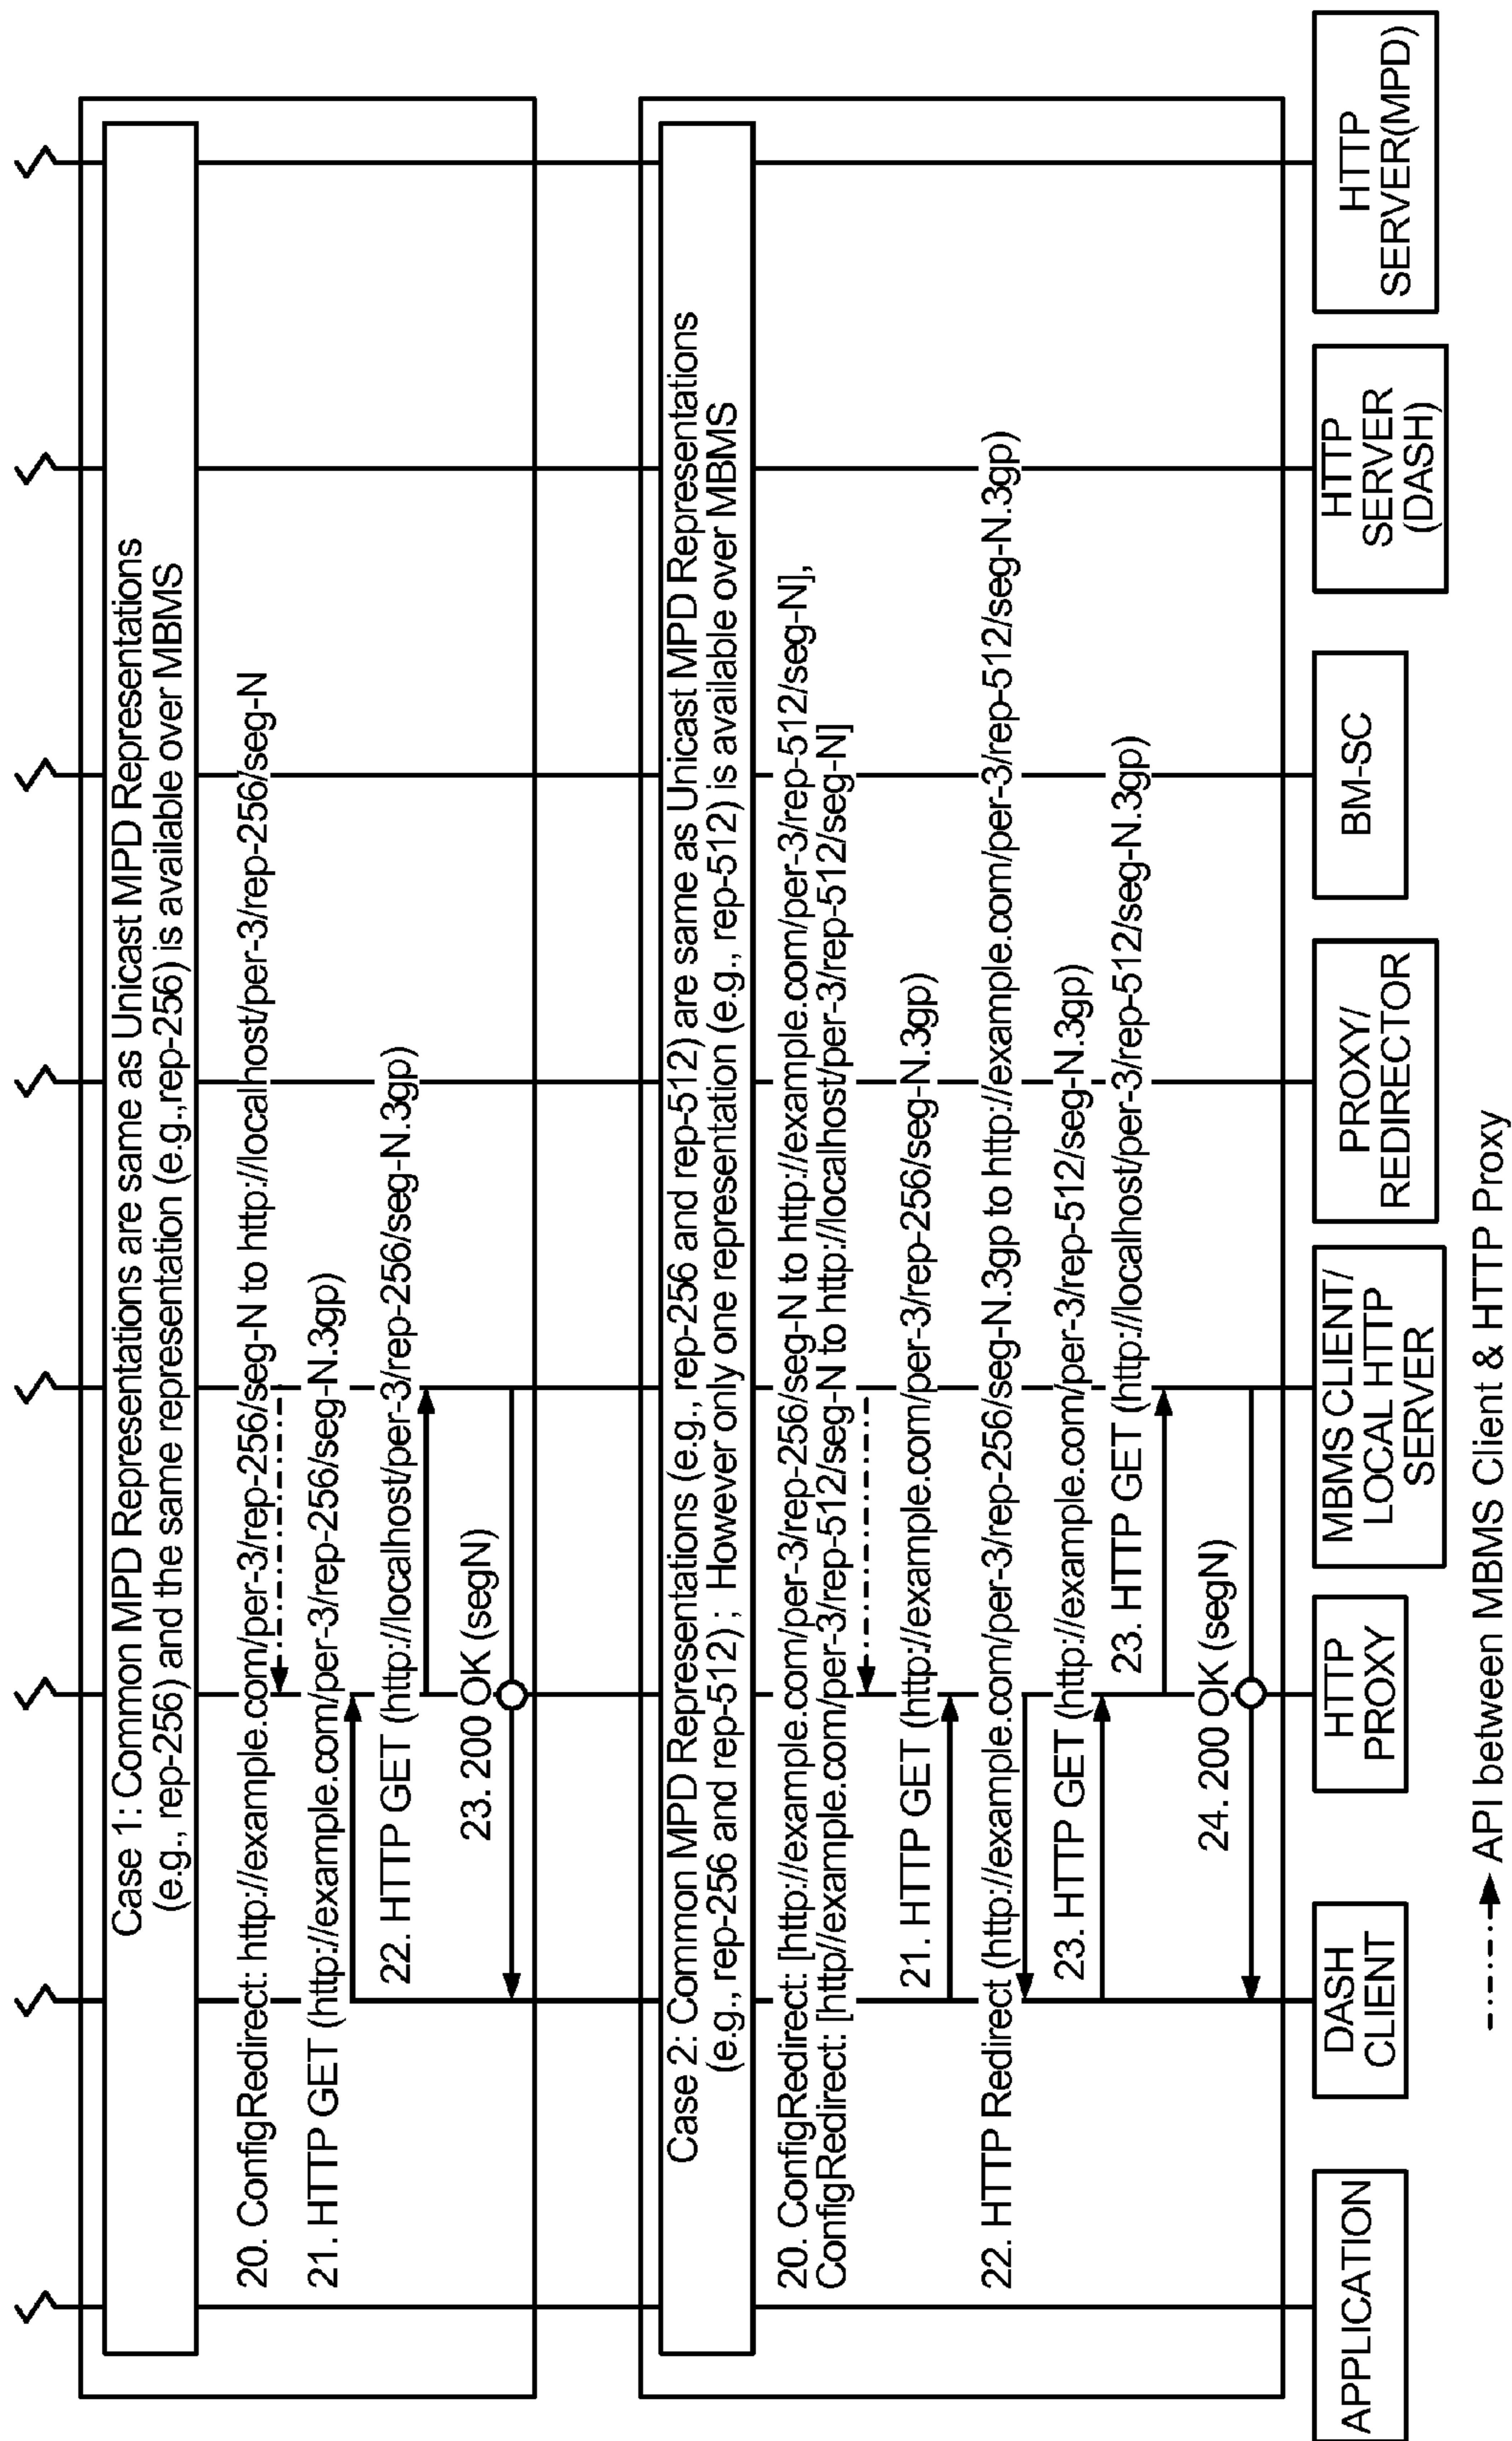 Case 1: Common MPD Representations are same as Unicast MPD Representations
(e.g., rep-256) and the same representation (e.g.,rep-256) is available over MBMS
20. ConfigRedirect: http://example.com/per-3/rep-256/seg-N to http://localhost/per-3/rep-256/seg-N
21. HTTP GET (http://example.com/per-3/rep-256/seg-N.3gp)
22. HTTP GET (http://localhost/per-3/rep-256/seg-N.3gp)
23. 200 OK (segN)
Case 2: Common MPD Representations (e.g., rep-256 and rep-512) are same as Unicast MPD Representations
(e.g., rep-256 and rep-512) ; However only one representation (e.g., rep-512) is available over MBMS
20. ConfigRedirect: [http://example.com/per-3/rep-256/seg-N to http://example.com/per-3/rep-512/seg-N],
ConfigRedirect: [http//example.com/per-3/rep-512/seg-N to http://localhost/per-3/rep-512/seg-N]
21. HTTP GET (http://example.com/per-3/rep-256/seg-N.3gp)
22. HTTP Redirect (http://example.com/per-3/rep-256/seg-N.3gp to http://example.com/per-3/rep-512/seg-N.3gp)
23. HTTP GET (http://example.com/per-3/rep-512/seg-N.3gp)
23. HTTP GET (http://localhost/per-3/rep-512/seg-N.3gp)
24. 200 OK (segN)
APPLICATION
DASH
CLIENT
HTTP
PROXY
MBMS CLIENT/
LOCAL HTTP
SERVER
PROXY/
REDIRECTOR
BM-SC
HTTP
SERVER
(DASH)
HTTP
SERVER(MPD)
API between MBMS Client & HTTP Proxy